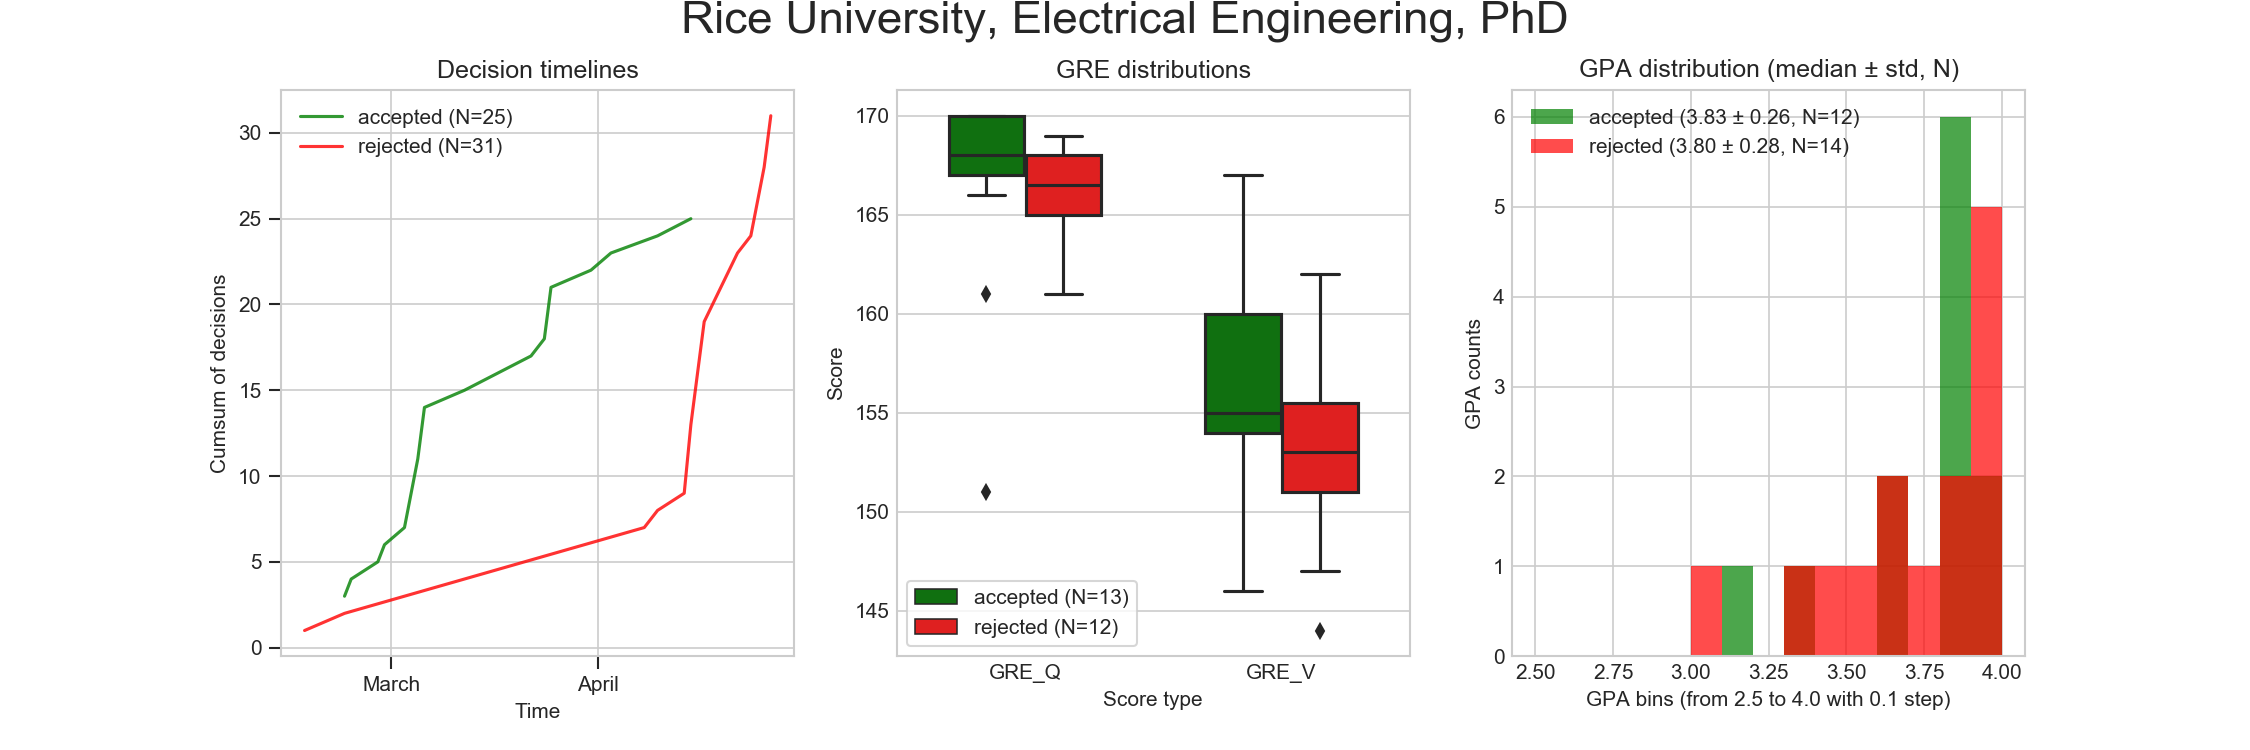 Rice University, Electrical Engineering, PhD
Decision timelines
accepted (N=25)
rejected (N=31)
30
25
20
15
10
5
0
Cumsum of decisions
March
April
Time
GRE distributions
170
165
160
155
150
145
Score
accepted (N=13)
rejected (N=12)
GRE_Q
GRE_V
Score type
GPA distribution (median ± std, N)
accepted (3.83 ± 0.26, N=12)
rejected (3.80 ± 0.28, N=14)
6
5
4
3
2
1
0
GPA counts
2.50
2.75
3.00
3.25
3.50
3.75
4.00
GPA bins (from 2.5 to 4.0 with 0.1 step)